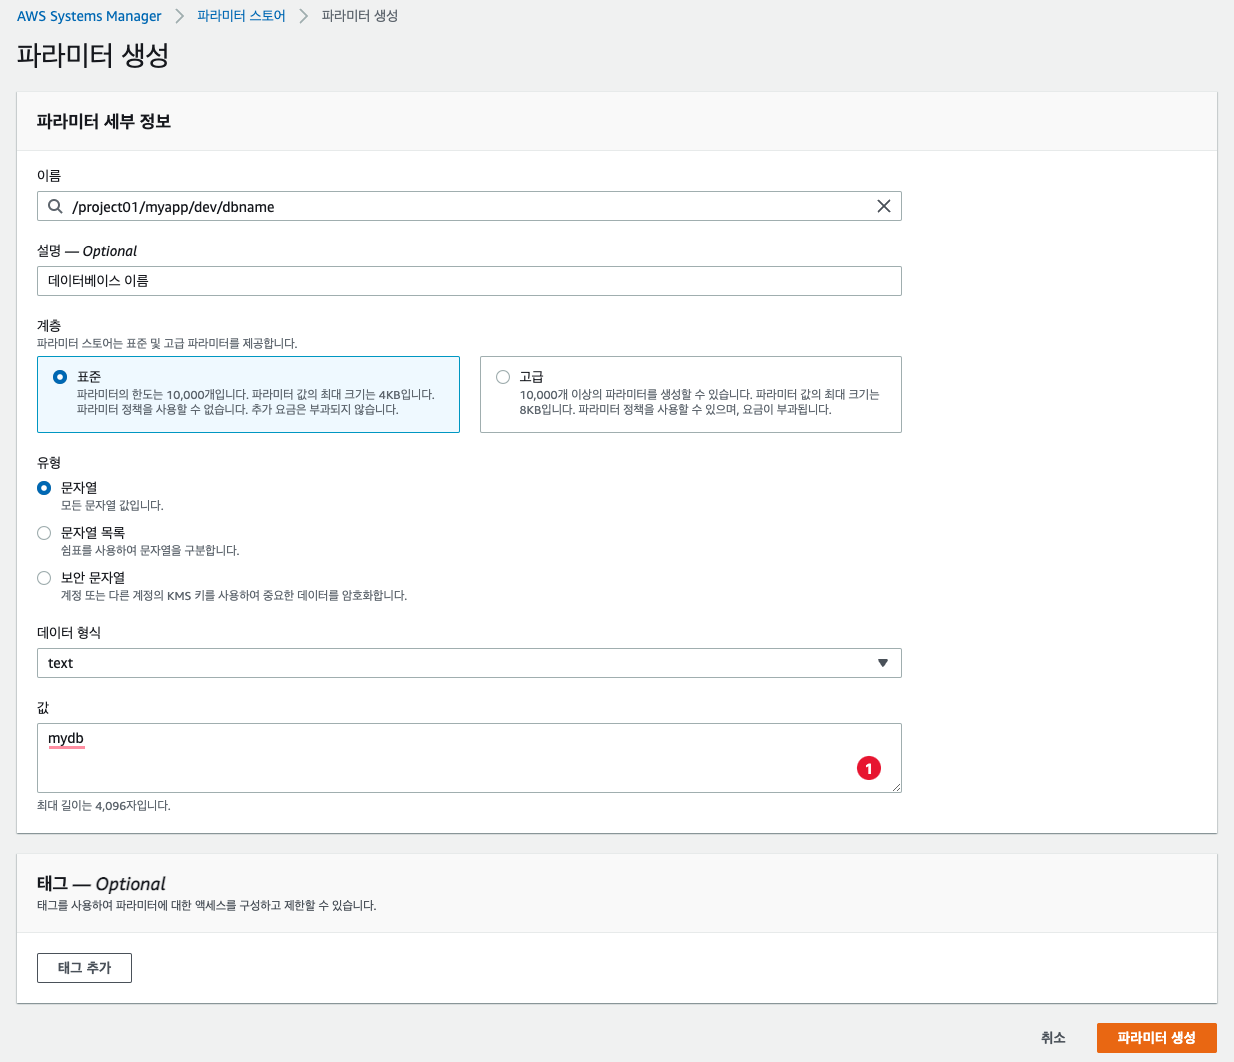 AWS Systems Manager > 파라미터 스토어 > 파라미터 생성
파라미터 생성
파라미터 세부 정보
이름
/project01/myapp/dev/dbname
설명 — Optional
데이터베이스 이름
계층
파라미터 스토어는 표준 및 고급 파라미터를 제공합니다.
표준
파라미터의 한도는 10,000개입니다. 파라미터 값의 최대 크기는 4KB입니다.
파라미터 정책을 사용할 수 없습니다. 추가 요금은 부과되지 않습니다.
고급
10,000개 이상의 파라미터를 생성할 수 있습니다. 파라미터 값의 최대 크기는
8KB입니다. 파라미터 정책을 사용할 수 있으며, 요금이 부과됩니다.
유형
문자열
모든 문자열 값입니다.
문자열 목록
쉼표를 사용하여 문자열을 구분합니다.
보안 문자열
계정 또는 다른 계정의 KMS 키를 사용하여 중요한 데이터를 암호화합니다.
데이터 형식
text
값
mydb
1
최대 길이는 4,096자입니다.
태그 — Optional
태그를 사용하여 파라미터에 대한 액세스를 구성하고 제한할 수 있습니다.
태그 추가
취소
파라미터 생성